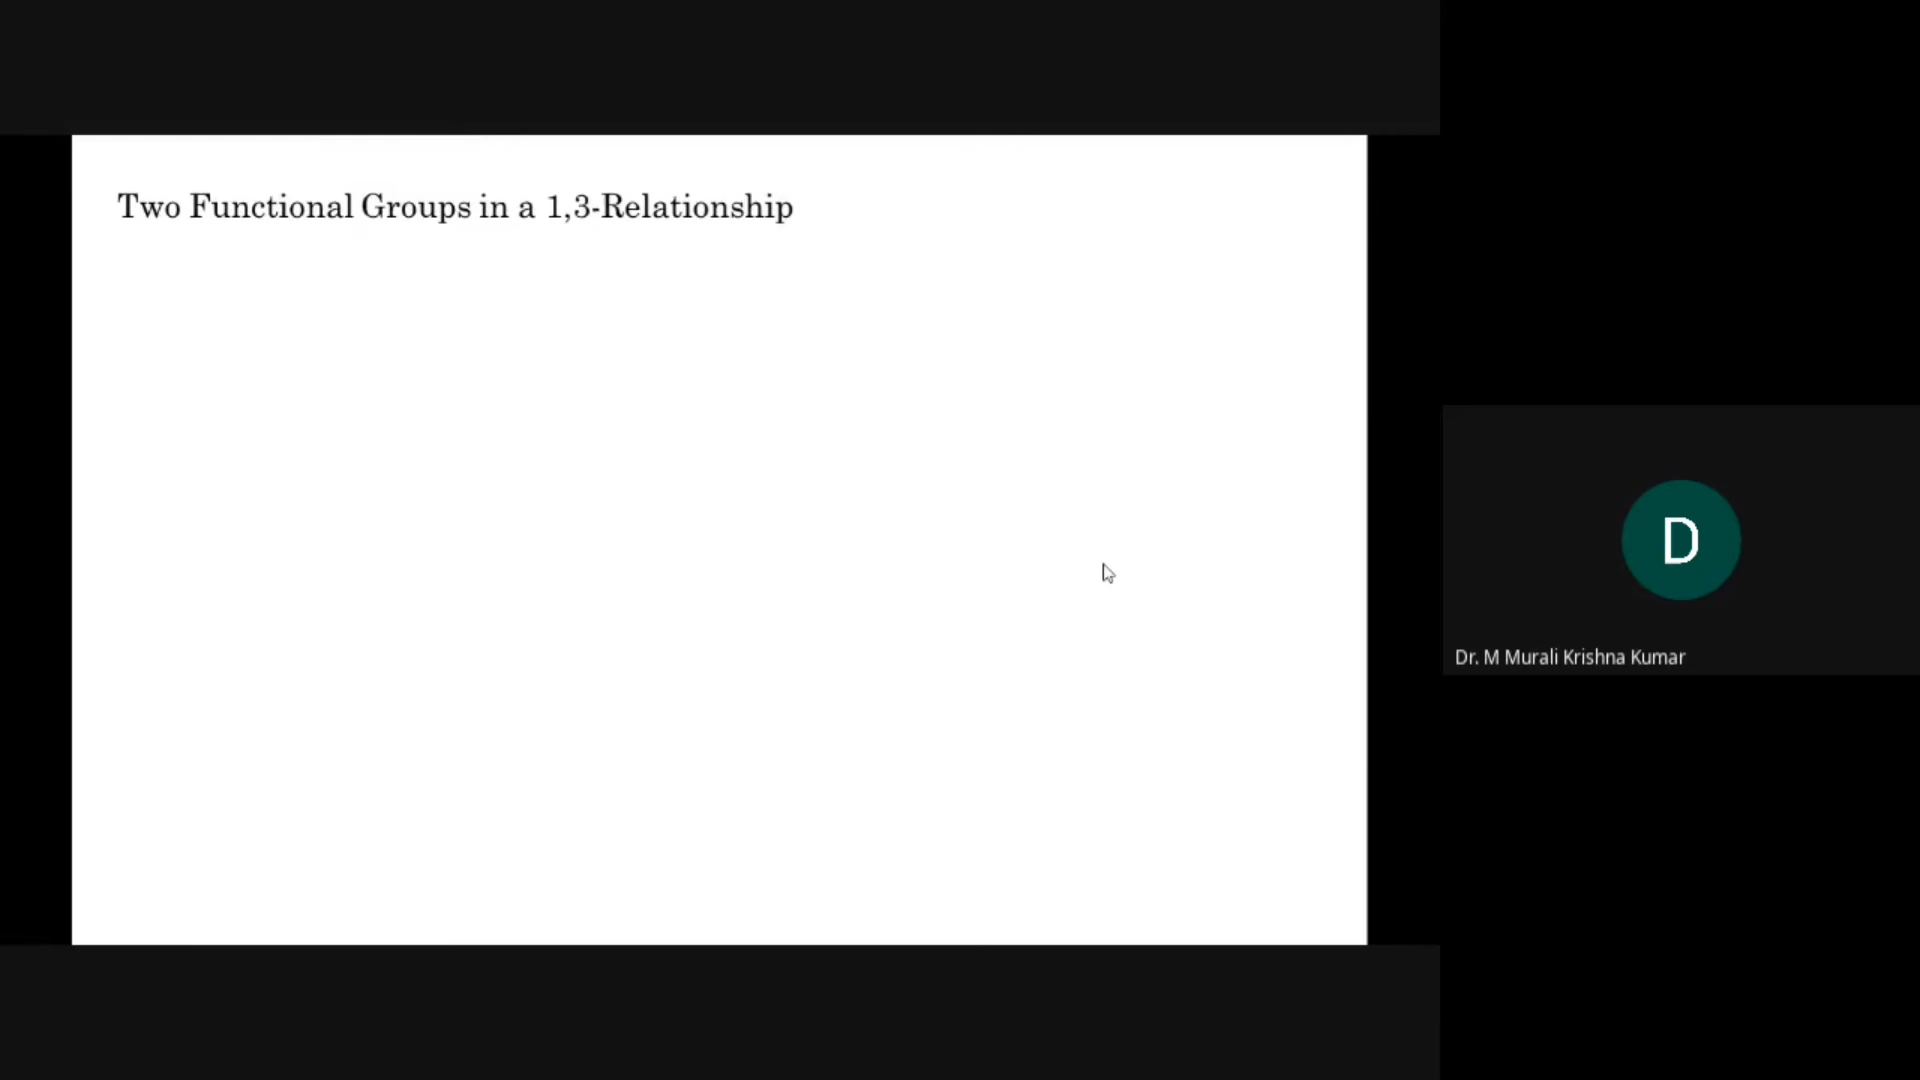 Two Functional Groups in a 1,3-Relationship
D
Dr. M Murali Krishna Kumar